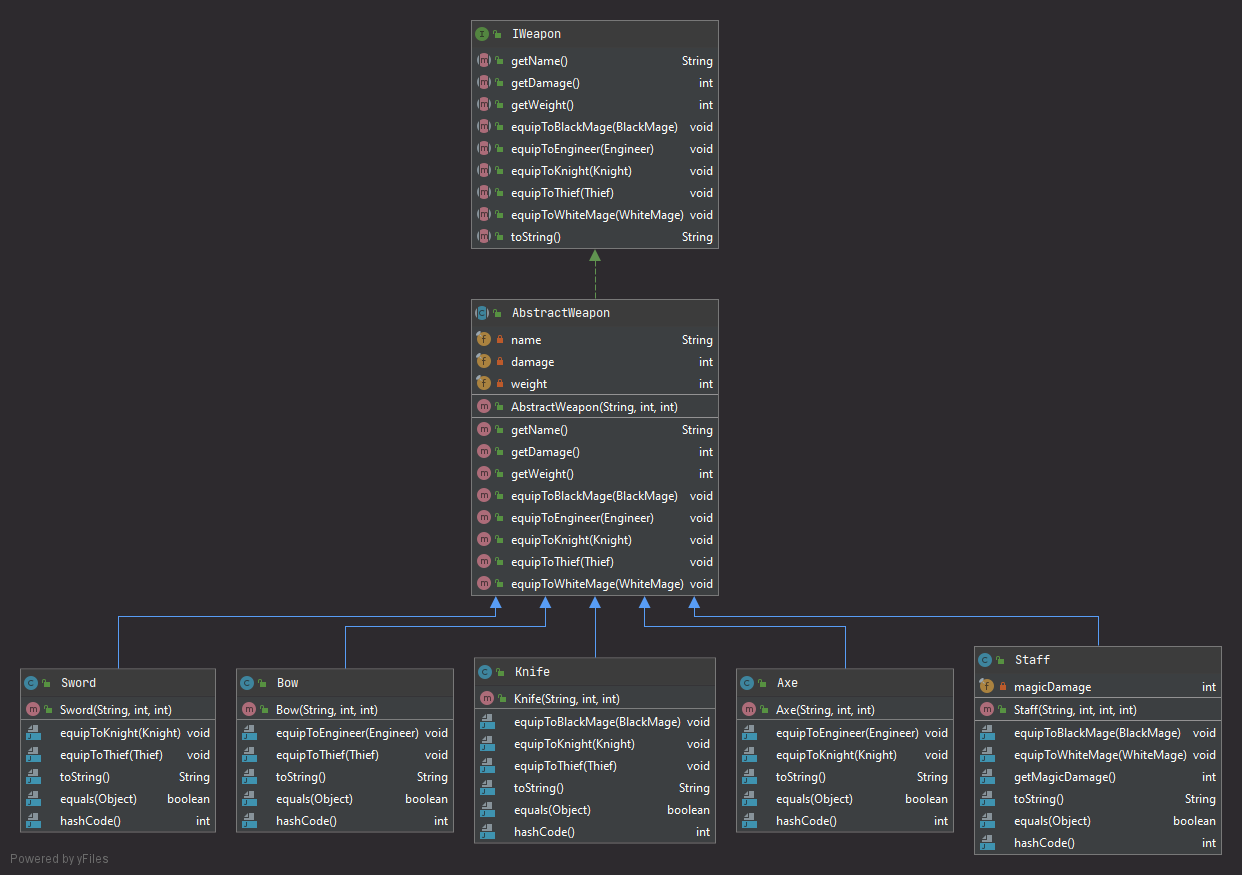 IWeapon
getName() String
getDamage() int
getWeight() int
equipToBlackMage(BlackMage) void
equipToEngineer(Engineer) void
equipToKnight(Knight) void
equipToThief(Thief) void
equipToWhiteMage(WhiteMage) void
toString() String
AbstractWeapon
name String
damage int
weight int
AbstractWeapon(String, int, int)
getName() String
getDamage() int
getWeight() int
equipToBlackMage(BlackMage) void
equipToEngineer(Engineer) void
equipToKnight(Knight) void
equipToThief(Thief) void
equipToWhiteMage(WhiteMage) void
Sword
Sword(String, int, int)
equipToKnight(Knight) void
equipToThief(Thief) void
toString() String
equals(Object) boolean
hashCode() int
Bow
Bow(String, int, int)
equipToEngineer(Engineer) void
equipToThief(Thief) void
toString() String
equals(Object) boolean
hashCode() int
Knife
Knife(String, int, int)
equipToBlackMage(BlackMage) void
equipToKnight(Knight) void
equipToThief(Thief) void
toString() String
equals(Object) boolean
hashCode() int
Axe
Axe(String, int, int)
equipToEngineer(Engineer) void
equipToKnight(Knight) void
toString() String
equals(Object) boolean
hashCode() int
Staff
magicDamage int
Staff(String, int, int, int)
equipToBlackMage(BlackMage) void
equipToWhiteMage(WhiteMage) void
getMagicDamage() int
toString() String
equals(Object) boolean
hashCode() int
Powered by yFiles